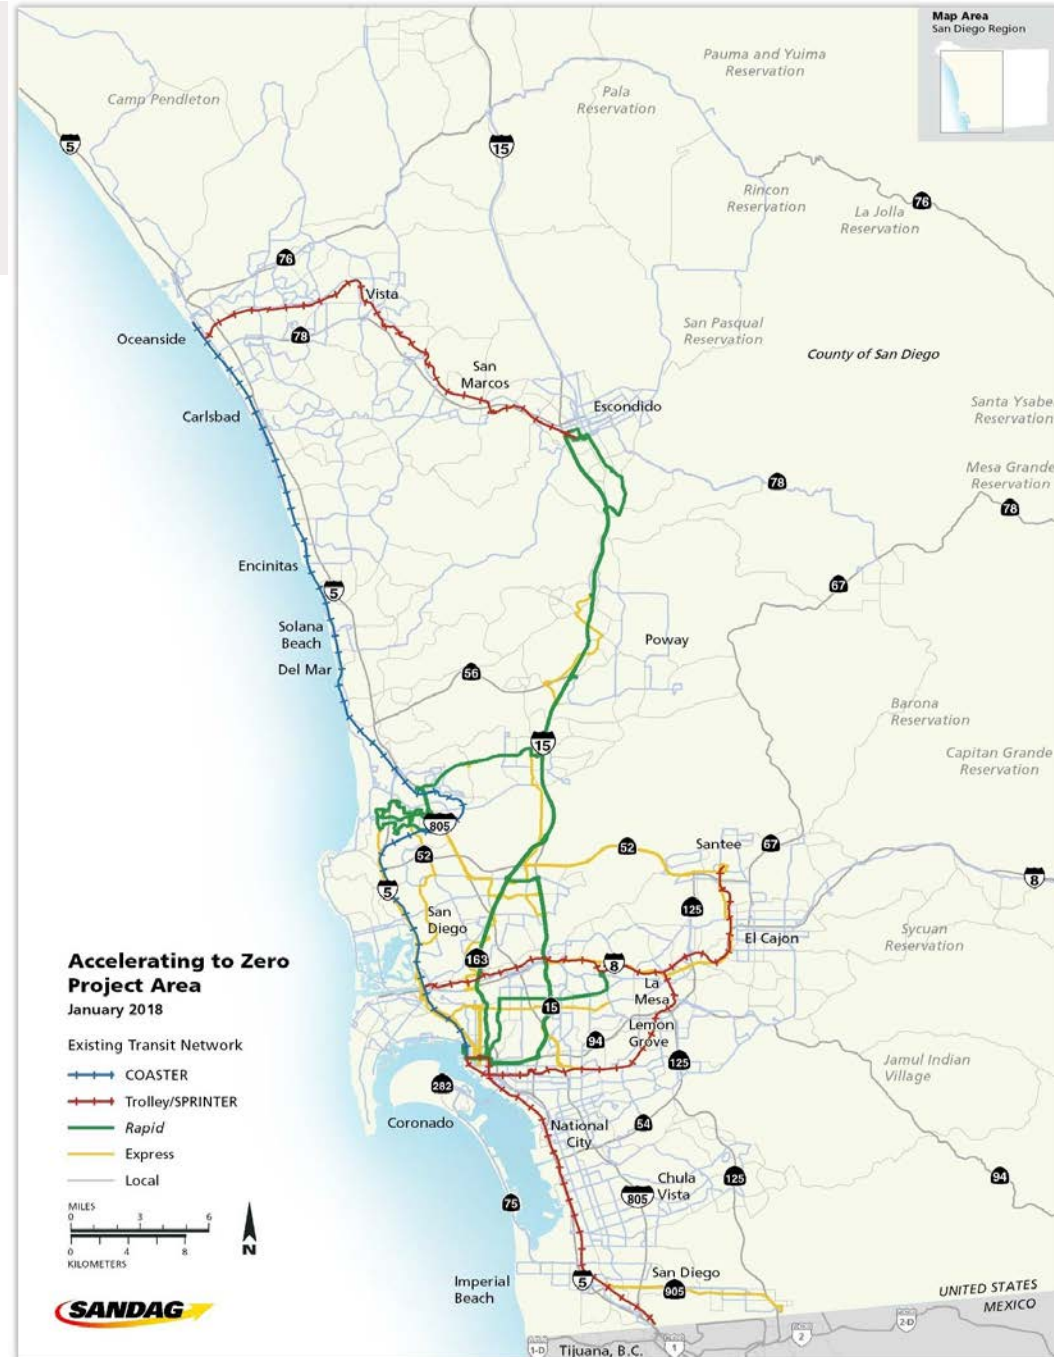 Map Area
San Diego Region
Pauma and Yuima
Reservation
Camp Pendleton
Pala
Reservation
5
15
Rincon
Reservation
76
La Jolla
Reservation
76
Vista
Oceanside
78
San Pasqual
Reservation
County of San Diego
San
Marcos
Carlsbad
Escondido
Santa Ysabe
Reservation
Mesa Grande
Reservation
78
78
Encinitas
5
67
Solana
Beach
Poway
Del Mar
56
Barona
Reservation
15
Capitan Grande
Reservation
805
52
52
Santee
67
5
8
125
San
Diego
El Cajon
Sycuan
Reservation
163
8
La
Mesa
15
Lemon
Grove
94
125
Jamul Indian
Village
282
Coronado
National
City
54
Chula
Vista
125
94
805
75
San Diego
5
905
Imperial
Beach
UNITED STATES
MEXICO
1-D
Tijuana, B.C.
1
2
2-D
Accelerating to Zero
Project Area
January 2018
Existing Transit Network
COASTER
Trolley/SPRINTER
Rapid
Express
Local
MILES
0 3 6
0 4 8
KILOMETERS
N
SANDAG